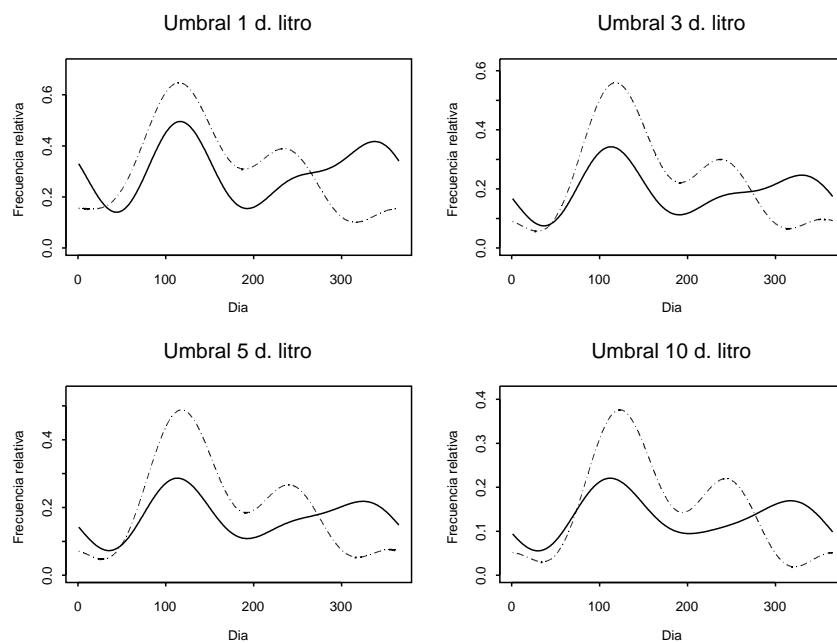 Umbral 1 d. litro
Frecuencia relativa
0.0 0.2 0.4 0.6
0 100 200 300
Dia
Umbral 3 d. litro
Frecuencia relativa
0.0 0.2 0.4 0.6
0 100 200 300
Dia
Umbral 5 d. litro
Frecuencia relativa
0.0 0.2 0.4
0 100 200 300
Dia
Umbral 10 d. litro
Frecuencia relativa
0.0 0.1 0.2 0.3 0.4
0 100 200 300
Dia